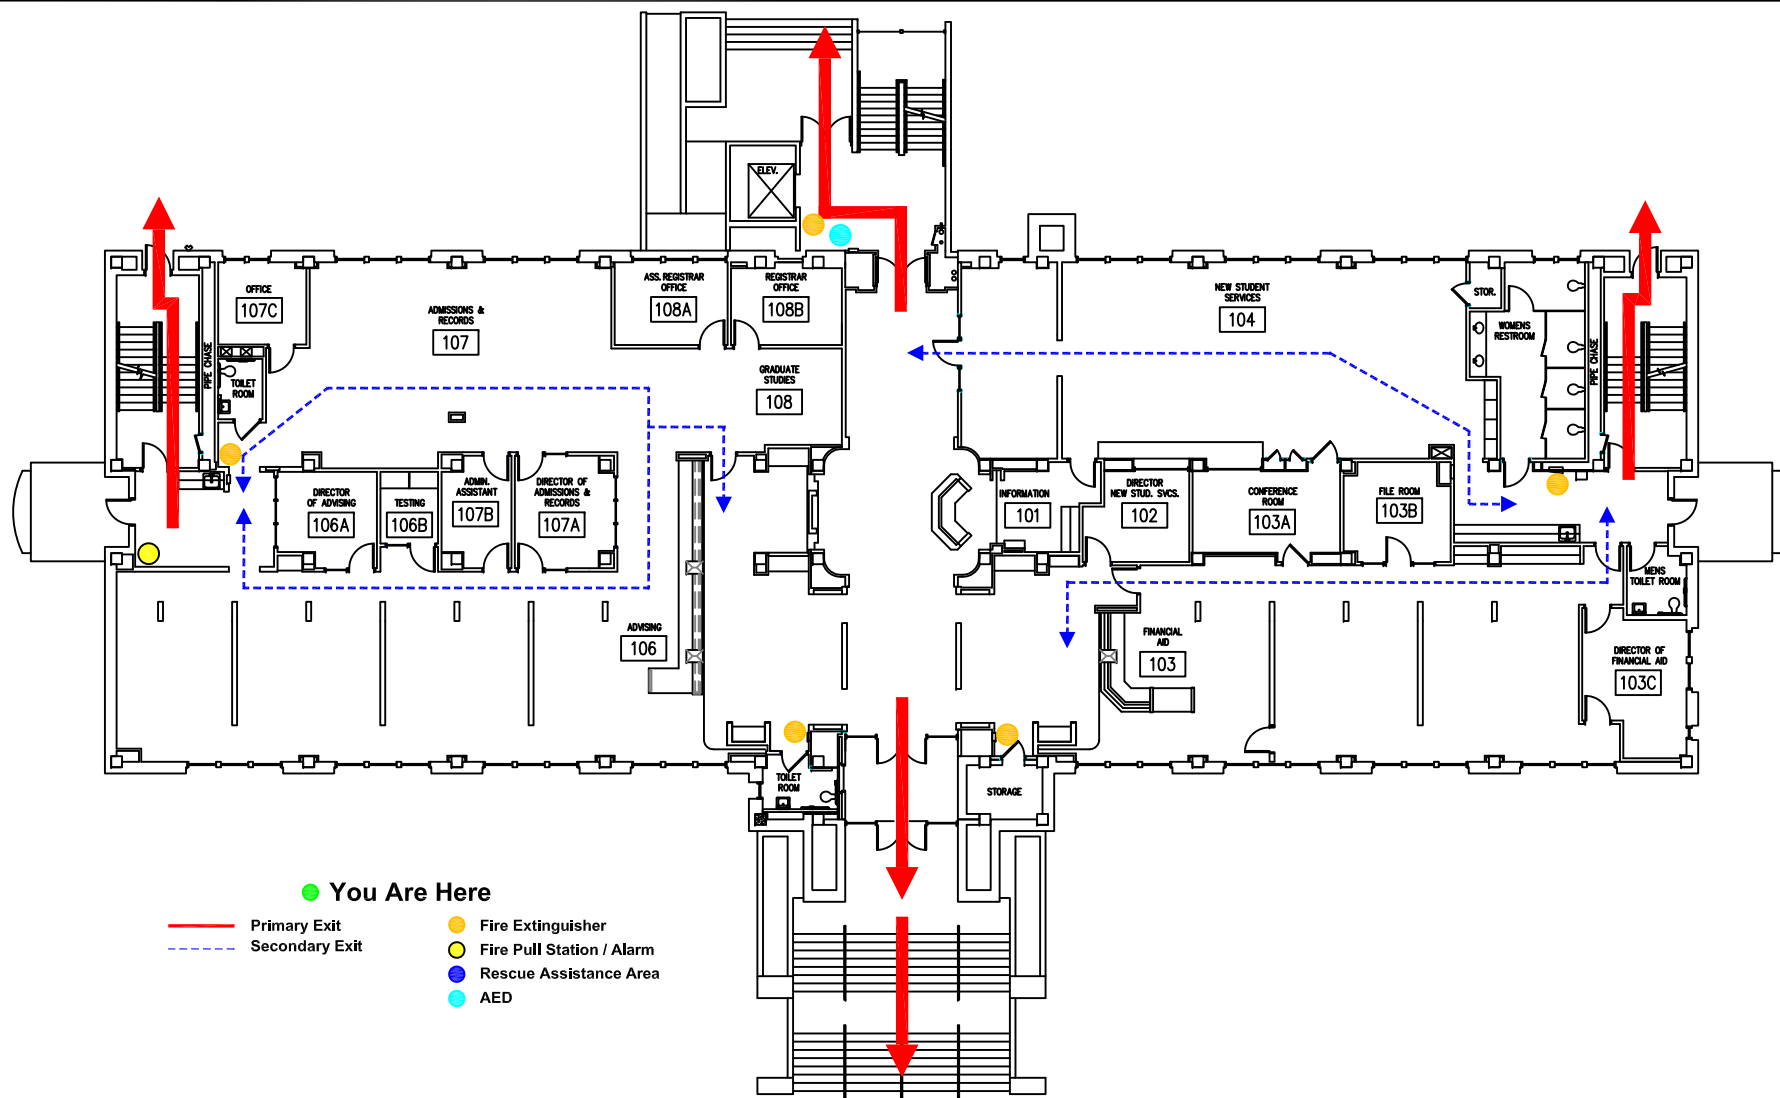 ELEV.
OFFICE
107C
ADMISSIONS &
RECORDS
107
ASS. REGISTRAR
OFFICE
108A
REGISTRAR
OFFICE
108B
NEW STUDENT
SERVICES
104
STOR.
WOMENS
RESTROOM
PIPE CHASE
PIPE CHASE
TOILET
ROOM
GRADUATE
STUDIES
108
DIRECTOR
OF ADVISING
106A
TESTING
106B
ADMIN.
ASSISTANT
107B
DIRECTOR OF
ADMISSIONS &
RECORDS
107A
INFORMATION
101
DIRECTOR
NEW STUD. SVCS.
102
CONFERENCE
ROOM
103A
FILE ROOM
103B
MENS
TOILET ROOM
ADVISING
106
FINANCIAL
AID
103
DIRECTOR OF
FINANCIAL AID
103C
TOILET
ROOM
STORAGE
You Are Here
Primary Exit
Secondary Exit
Fire Extinguisher
Fire Pull Station / Alarm
Rescue Assistance Area
AED